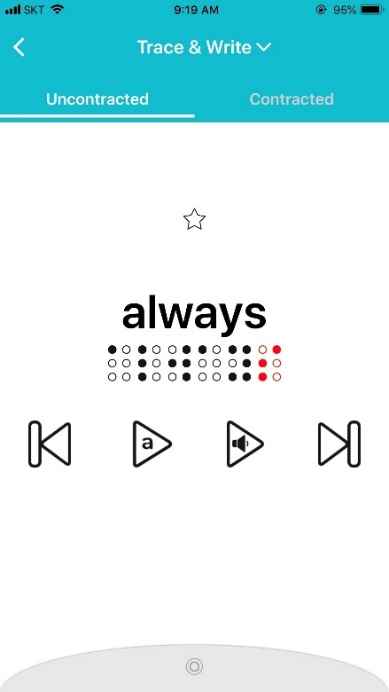 SKT 9:19 AM 95%
Trace & Write
Uncontracted Contracted
always
⠁⠇⠺⠁⠽⠎
a